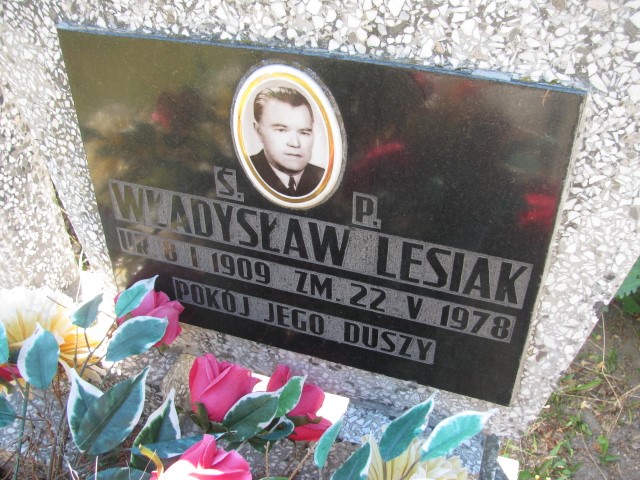 Ś. P.
WŁADYSŁAW LESIAK
UR. 8 I 1909 ZM. 22 V 1978
POKÓJ JEGO DUSZY